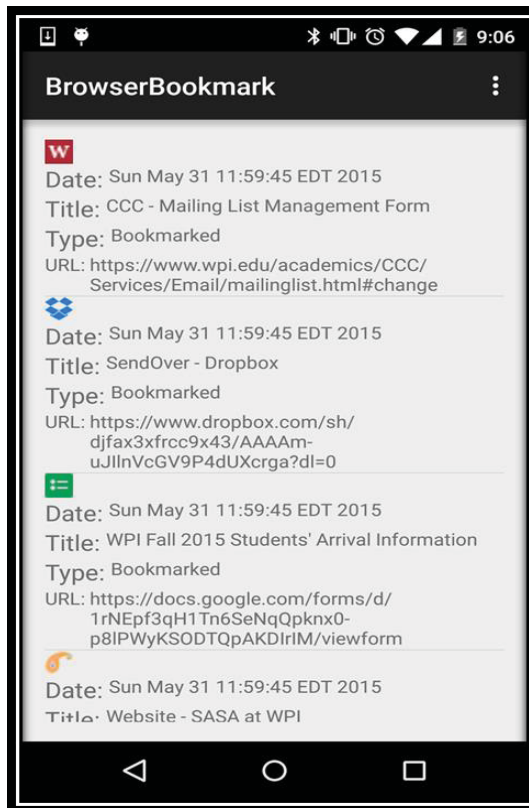 9:06
BrowserBookmark
W
Date: Sun May 31 11:59:45 EDT 2015
Title: CCC - Mailing List Management Form
Type: Bookmarked
URL: https://www.wpi.edu/academics/CCC/
Services/Email/mailinglist.html#change
Date: Sun May 31 11:59:45 EDT 2015
Title: SendOver - Dropbox
Type: Bookmarked
URL: https://www.dropbox.com/sh/
djfax3xfrcc9x43/AAAAm-
uJIlnVcGV9P4dUXcrga?dl=0
Date: Sun May 31 11:59:45 EDT 2015
Title: WPI Fall 2015 Students' Arrival Information
Type: Bookmarked
URL: https://docs.google.com/forms/d/
1rNEpf3qH1Tn6SeNqQpknx0-
p8lPWyKSODTQpAKDIrIM/viewform
Date: Sun May 31 11:59:45 EDT 2015
Title: Website - SASA at WPI